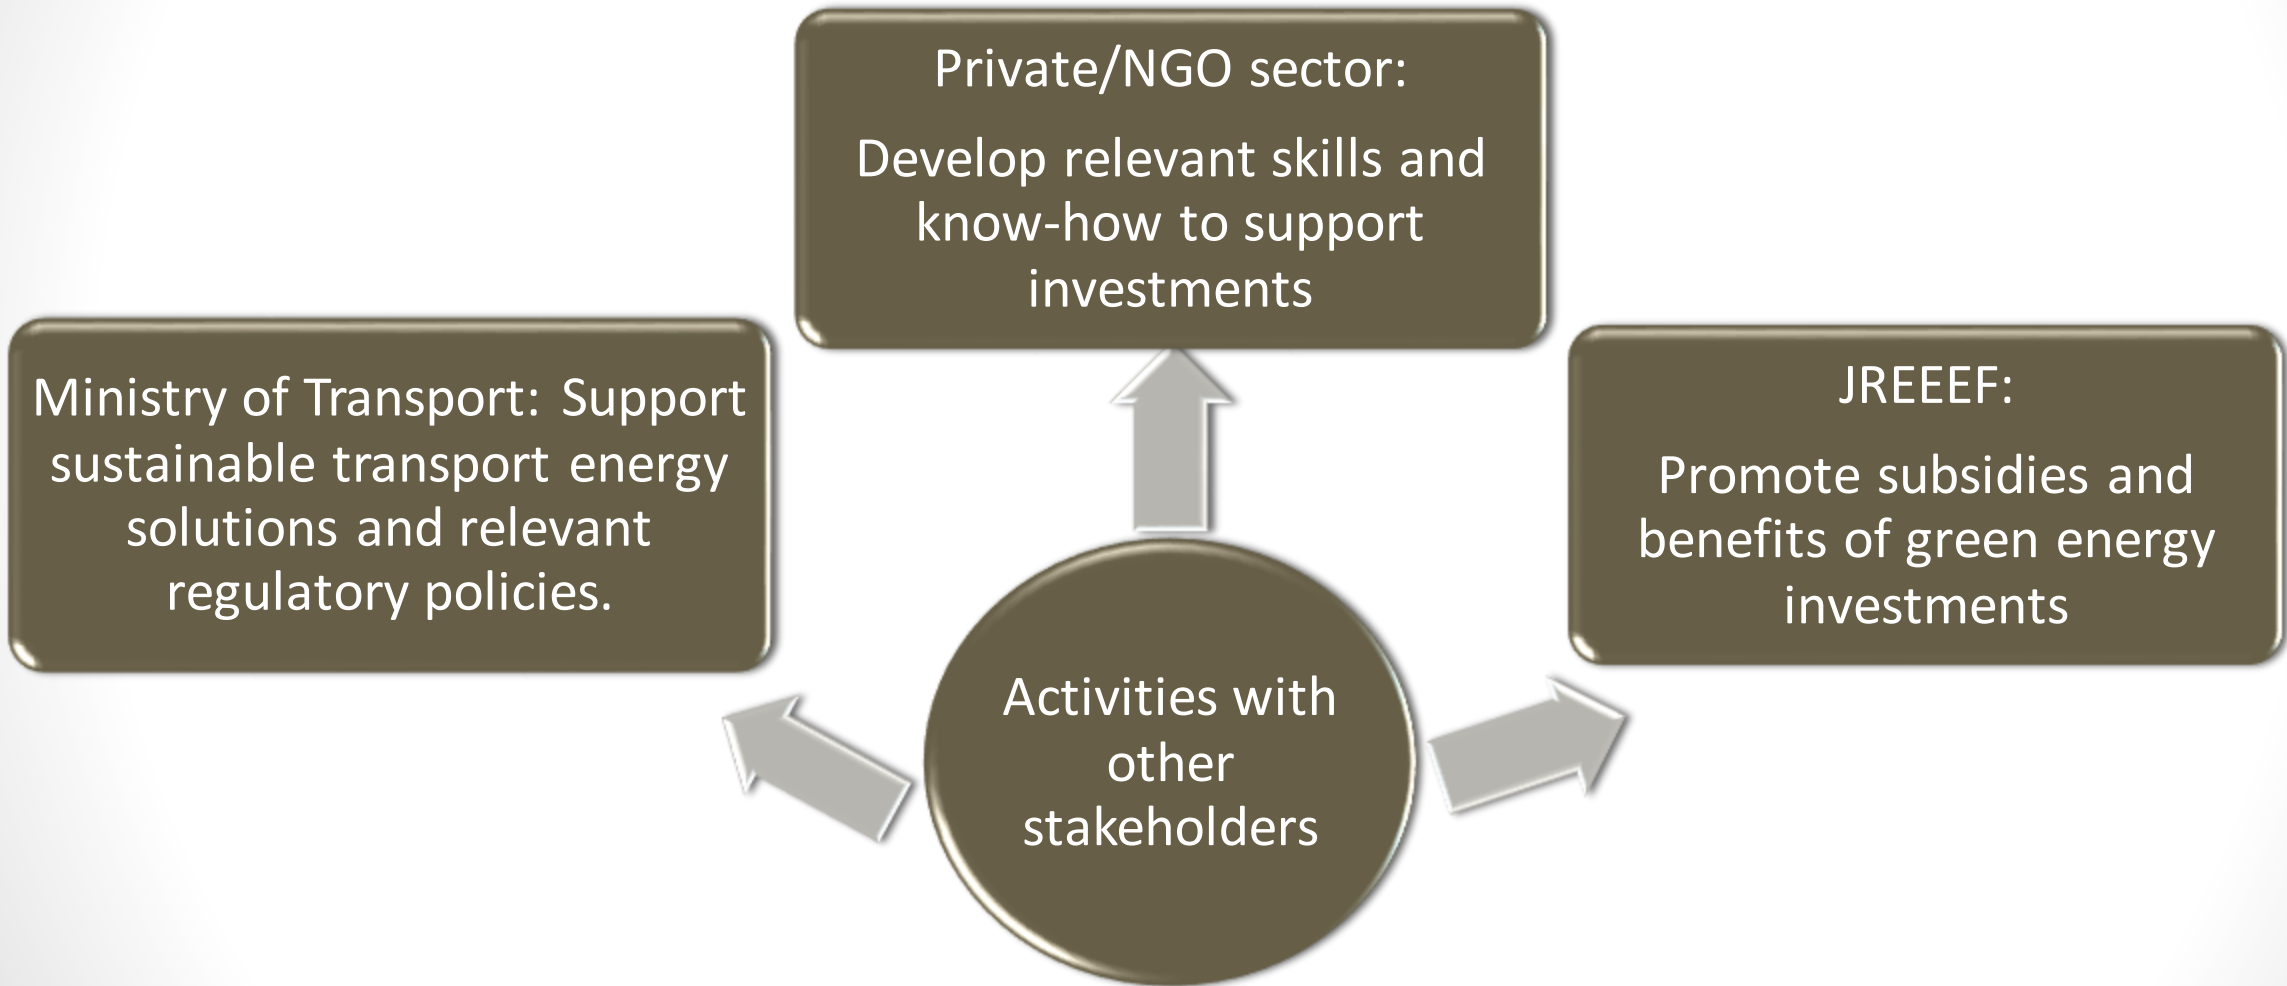 Private/NGO sector:
Develop relevant skills and
know-how to support
investments
Ministry of Transport: Support
sustainable transport energy
solutions and relevant
regulatory policies.
JREEEF:
Promote subsidies and
benefits of green energy
investments
Activities with
other
stakeholders